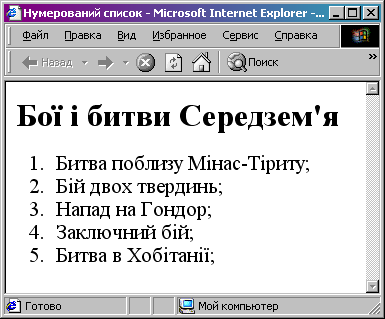 Нумерований список - Microsoft Internet Explorer -...
Файл Правка Вид Избранное Сервис Справка
Назад Поиск »
Бої і битви Середзем'я
1. Битва поблизу Мінас-Тіриту;
2. Бій двох твердинь;
3. Напад на Гондор;
4. Заключний бій;
5. Битва в Хобітанії;
Готово Мой компьютер